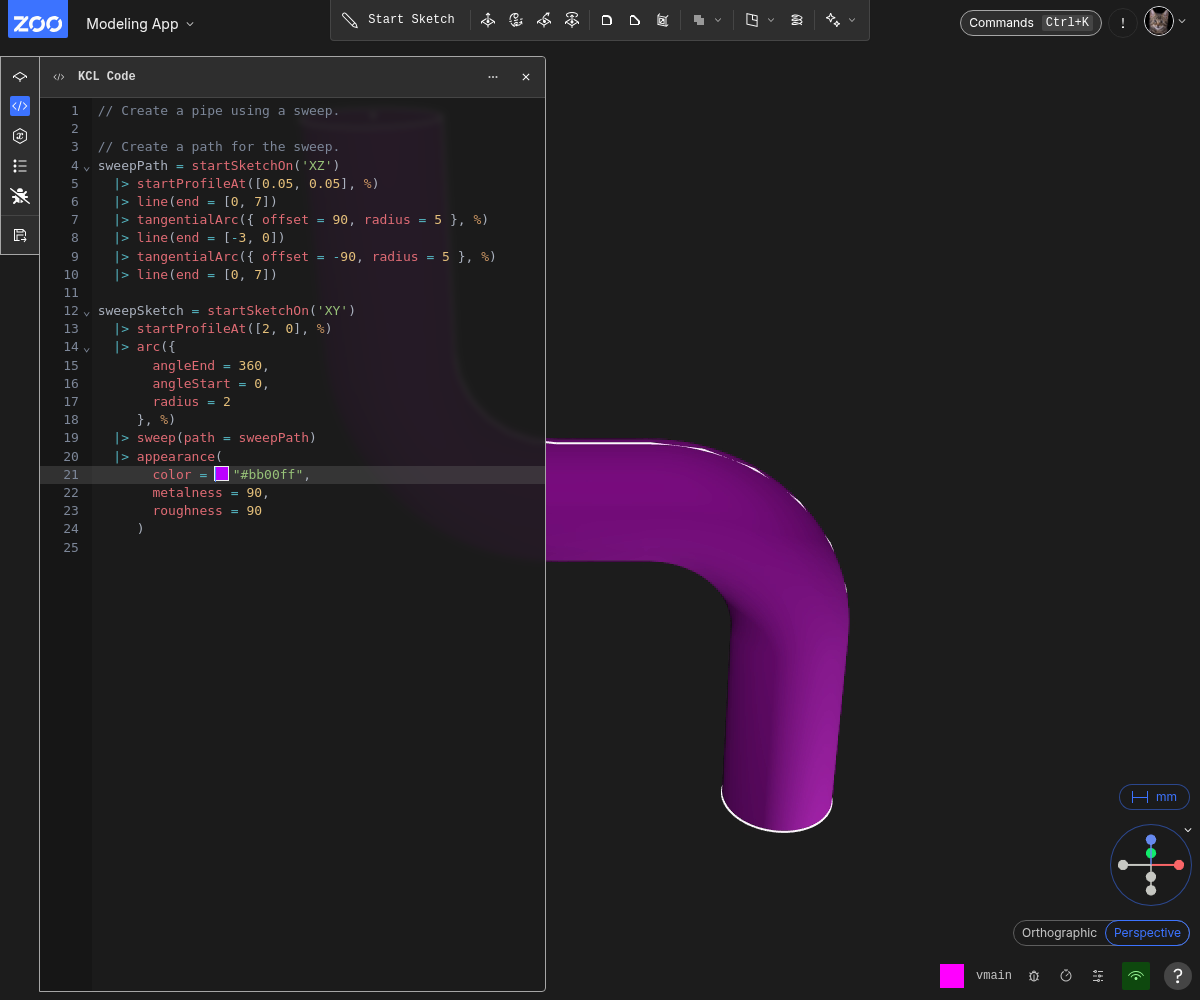 ZOO
Modeling App
Start Sketch
Commands Ctrl+K
!
KCL Code
1 // Create a pipe using a sweep.
2
3 // Create a path for the sweep.
4 sweepPath = startSketchOn('XZ')
5   |> startProfileAt([0.05, 0.05], %)
6   |> line(end = [0, 7])
7   |> tangentialArc({ offset = 90, radius = 5 }, %)
8   |> line(end = [-3, 0])
9   |> tangentialArc({ offset = -90, radius = 5 }, %)
10   |> line(end = [0, 7])
11
12 sweepSketch = startSketchOn('XY')
13   |> startProfileAt([2, 0], %)
14   |> arc({
15        angleEnd = 360,
16        angleStart = 0,
17        radius = 2
18      }, %)
19   |> sweep(path = sweepPath)
20   |> appearance(
21        color = "#bb00ff",
22        metalness = 90,
23        roughness = 90
24      )
25
mm
Orthographic Perspective
vmain
?